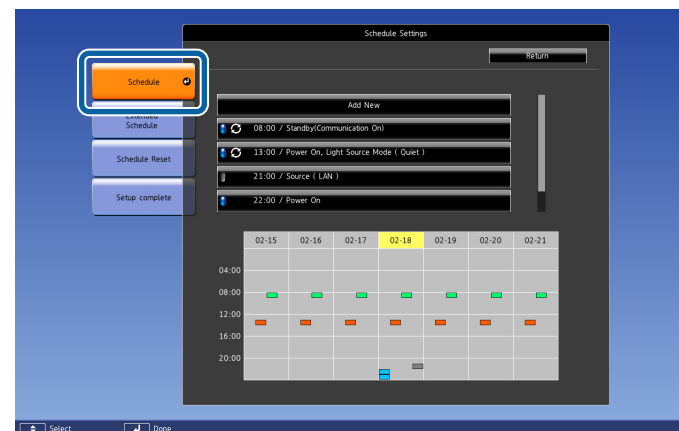 Schedule Settings
Return
Schedule
Add New
Extended
Schedule
08:00 / Standby(Communication On)
Schedule Reset
13:00 / Power On, Light Source Mode ( Quiet )
21:00 / Source ( LAN )
Setup complete
22:00 / Power On
02-15 02-16 02-17 02-18 02-19 02-20 02-21
04:00
08:00
12:00
16:00
20:00
Select Done